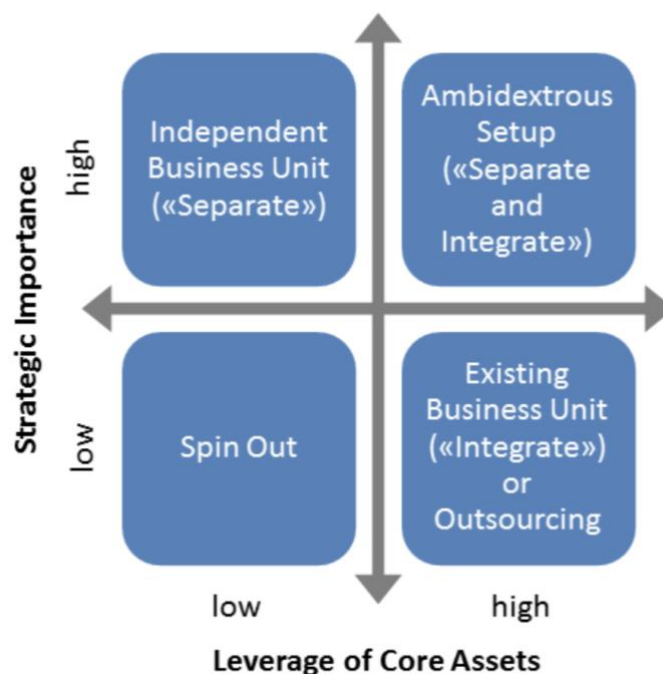 Strategic Importance
high
low
Independent
Business Unit
(«Separate»)
Ambidextrous
Setup
(«Separate
and
Integrate»)
Spin Out
Existing
Business Unit
(«Integrate»)
or
Outsourcing
low
high
Leverage of Core Assets